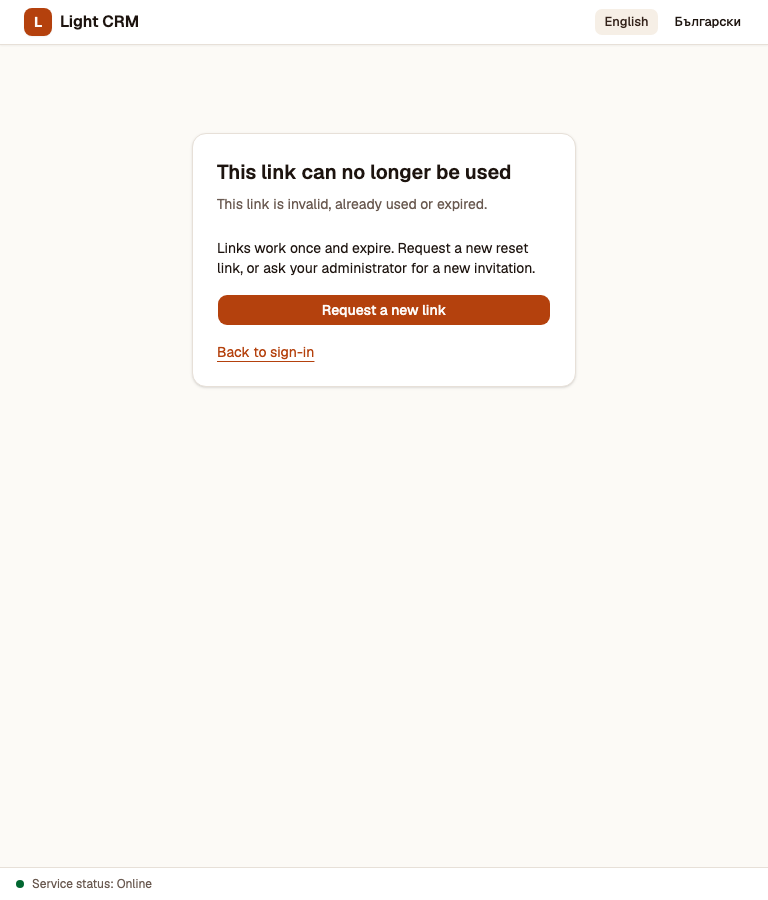 L
Light CRM
English
Български
This link can no longer be used
This link is invalid, already used or expired.
Links work once and expire. Request a new reset
link, or ask your administrator for a new invitation.
Request a new link
Back to sign-in
Service status: Online